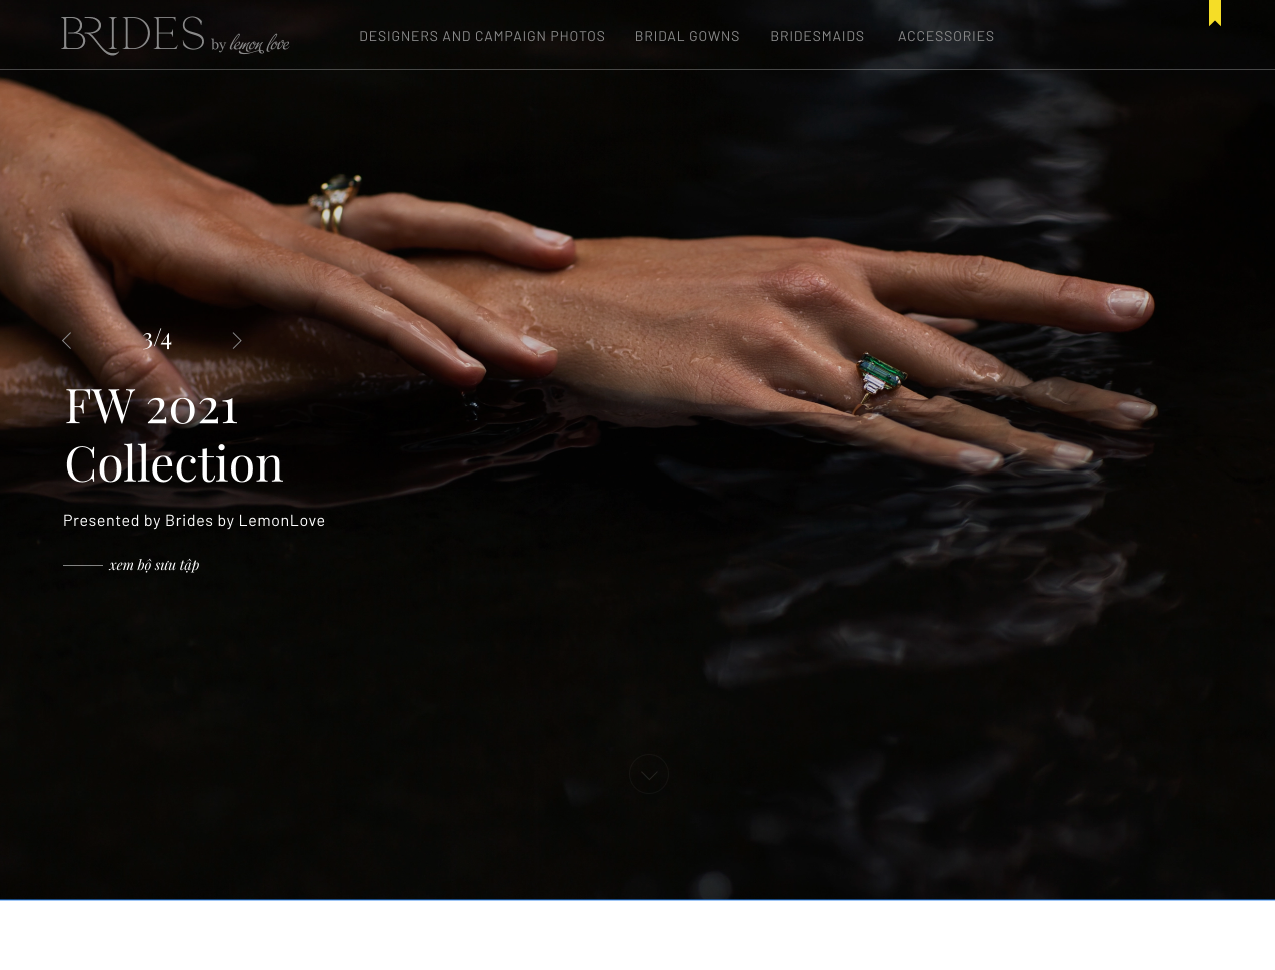 BRIDES by lemon love
DESIGNERS AND CAMPAIGN PHOTOS BRIDAL GOWNS BRIDESMAIDS ACCESSORIES
3/4
FW 2021
Collection
Presented by Brides by LemonLove
xem bộ sưu tập